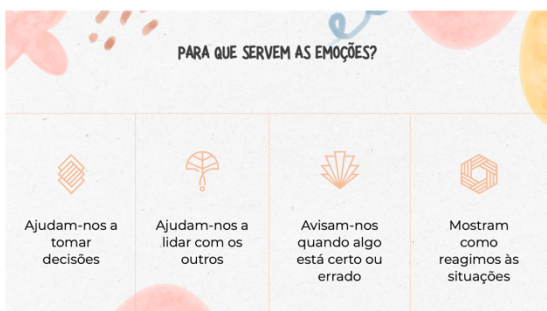 PARA QUE SERVEM AS EMOÇÕES?
Ajudam-nos a
tomar
decisões
Ajudam-nos a
lidar com os
outros
Avisam-nos
quando algo
está certo ou
errado
Mostram
como
reagimos às
situações